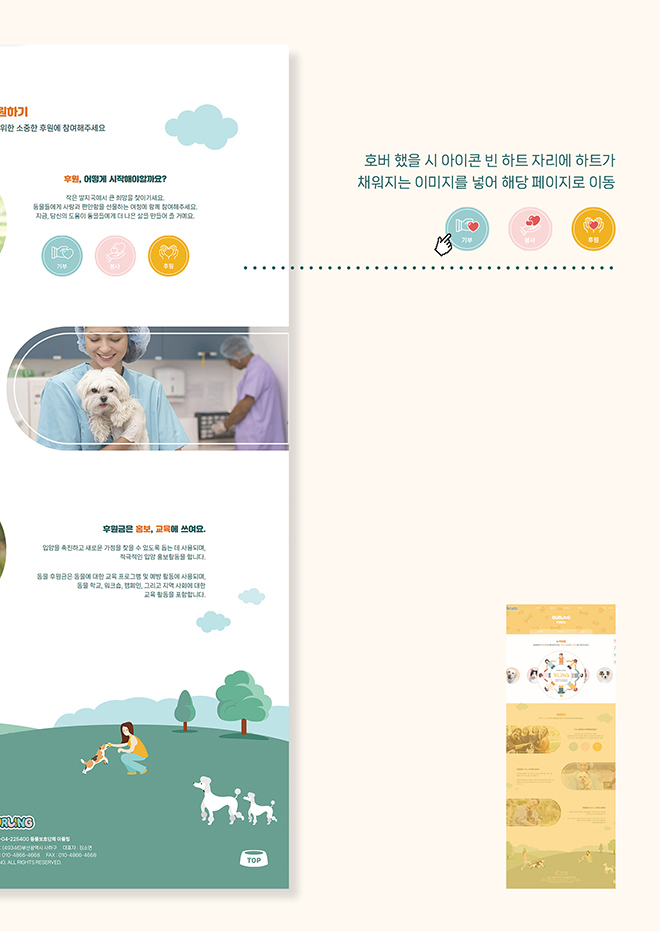 원하기
위한 소중한 후원에 참여해주세요
후원, 어떻게 시작해야할까요?
작은 발자국에서 큰 희망을 찾아가세요.
동물들에게 사랑과 편안함을 선물하는 여정에 함께 참여해주세요.
지금, 당신의 도움이 동물들에게 더 나은 삶을 만들어 줄 거예요.
기부
봉사
후원
호버 했을 시 아이콘 빈 하트 자리에 하트가
채워지는 이미지를 넣어 해당 페이지로 이동
기부
봉사
후원
후원금은 홍보, 교육에 쓰여요.
입양을 촉진하고 새로운 가정을 찾을 수 있도록 돕는 데 사용되며,
적극적인 입양 홍보활동을 합니다.
동물 후원금은 동물에 대한 교육 프로그램 및 예방 활동에 사용되며,
동물 학교, 워크숍, 캠페인, 그리고 지역 사회에 대한
교육 활동을 포함합니다.
URLING
-04-225400 동물보호단체 아울링
(49346)부산광역시 사하구 대표자 : 김소연
: 010-4866-4668 FAX : 010-4866-4668
NG. ALL RIGHTS RESERVED.
TOP